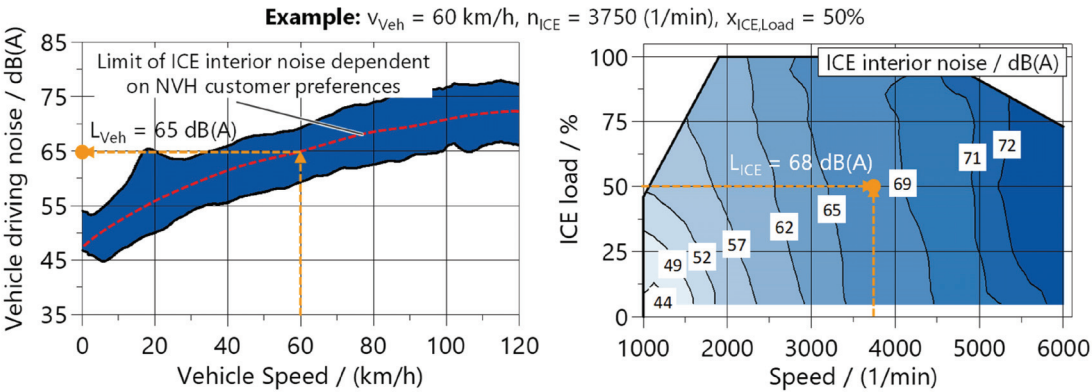 Example: vVeh = 60 km/h, nICE = 3750 (1/min), xICE,Load = 50%
Vehicle driving noise / dB(A)
85
75
65
55
45
35
Limit of ICE interior noise dependent
on NVH customer preferences
LVeh = 65 dB(A)
0 20 40 60 80 100 120
Vehicle Speed / (km/h)
ICE load / %
100
75
50
25
0
ICE interior noise / dB(A)
LICE = 68 dB(A)
72
71
69
65
62
57
52
49
44
1000 2000 3000 4000 5000 6000
Speed / (1/min)